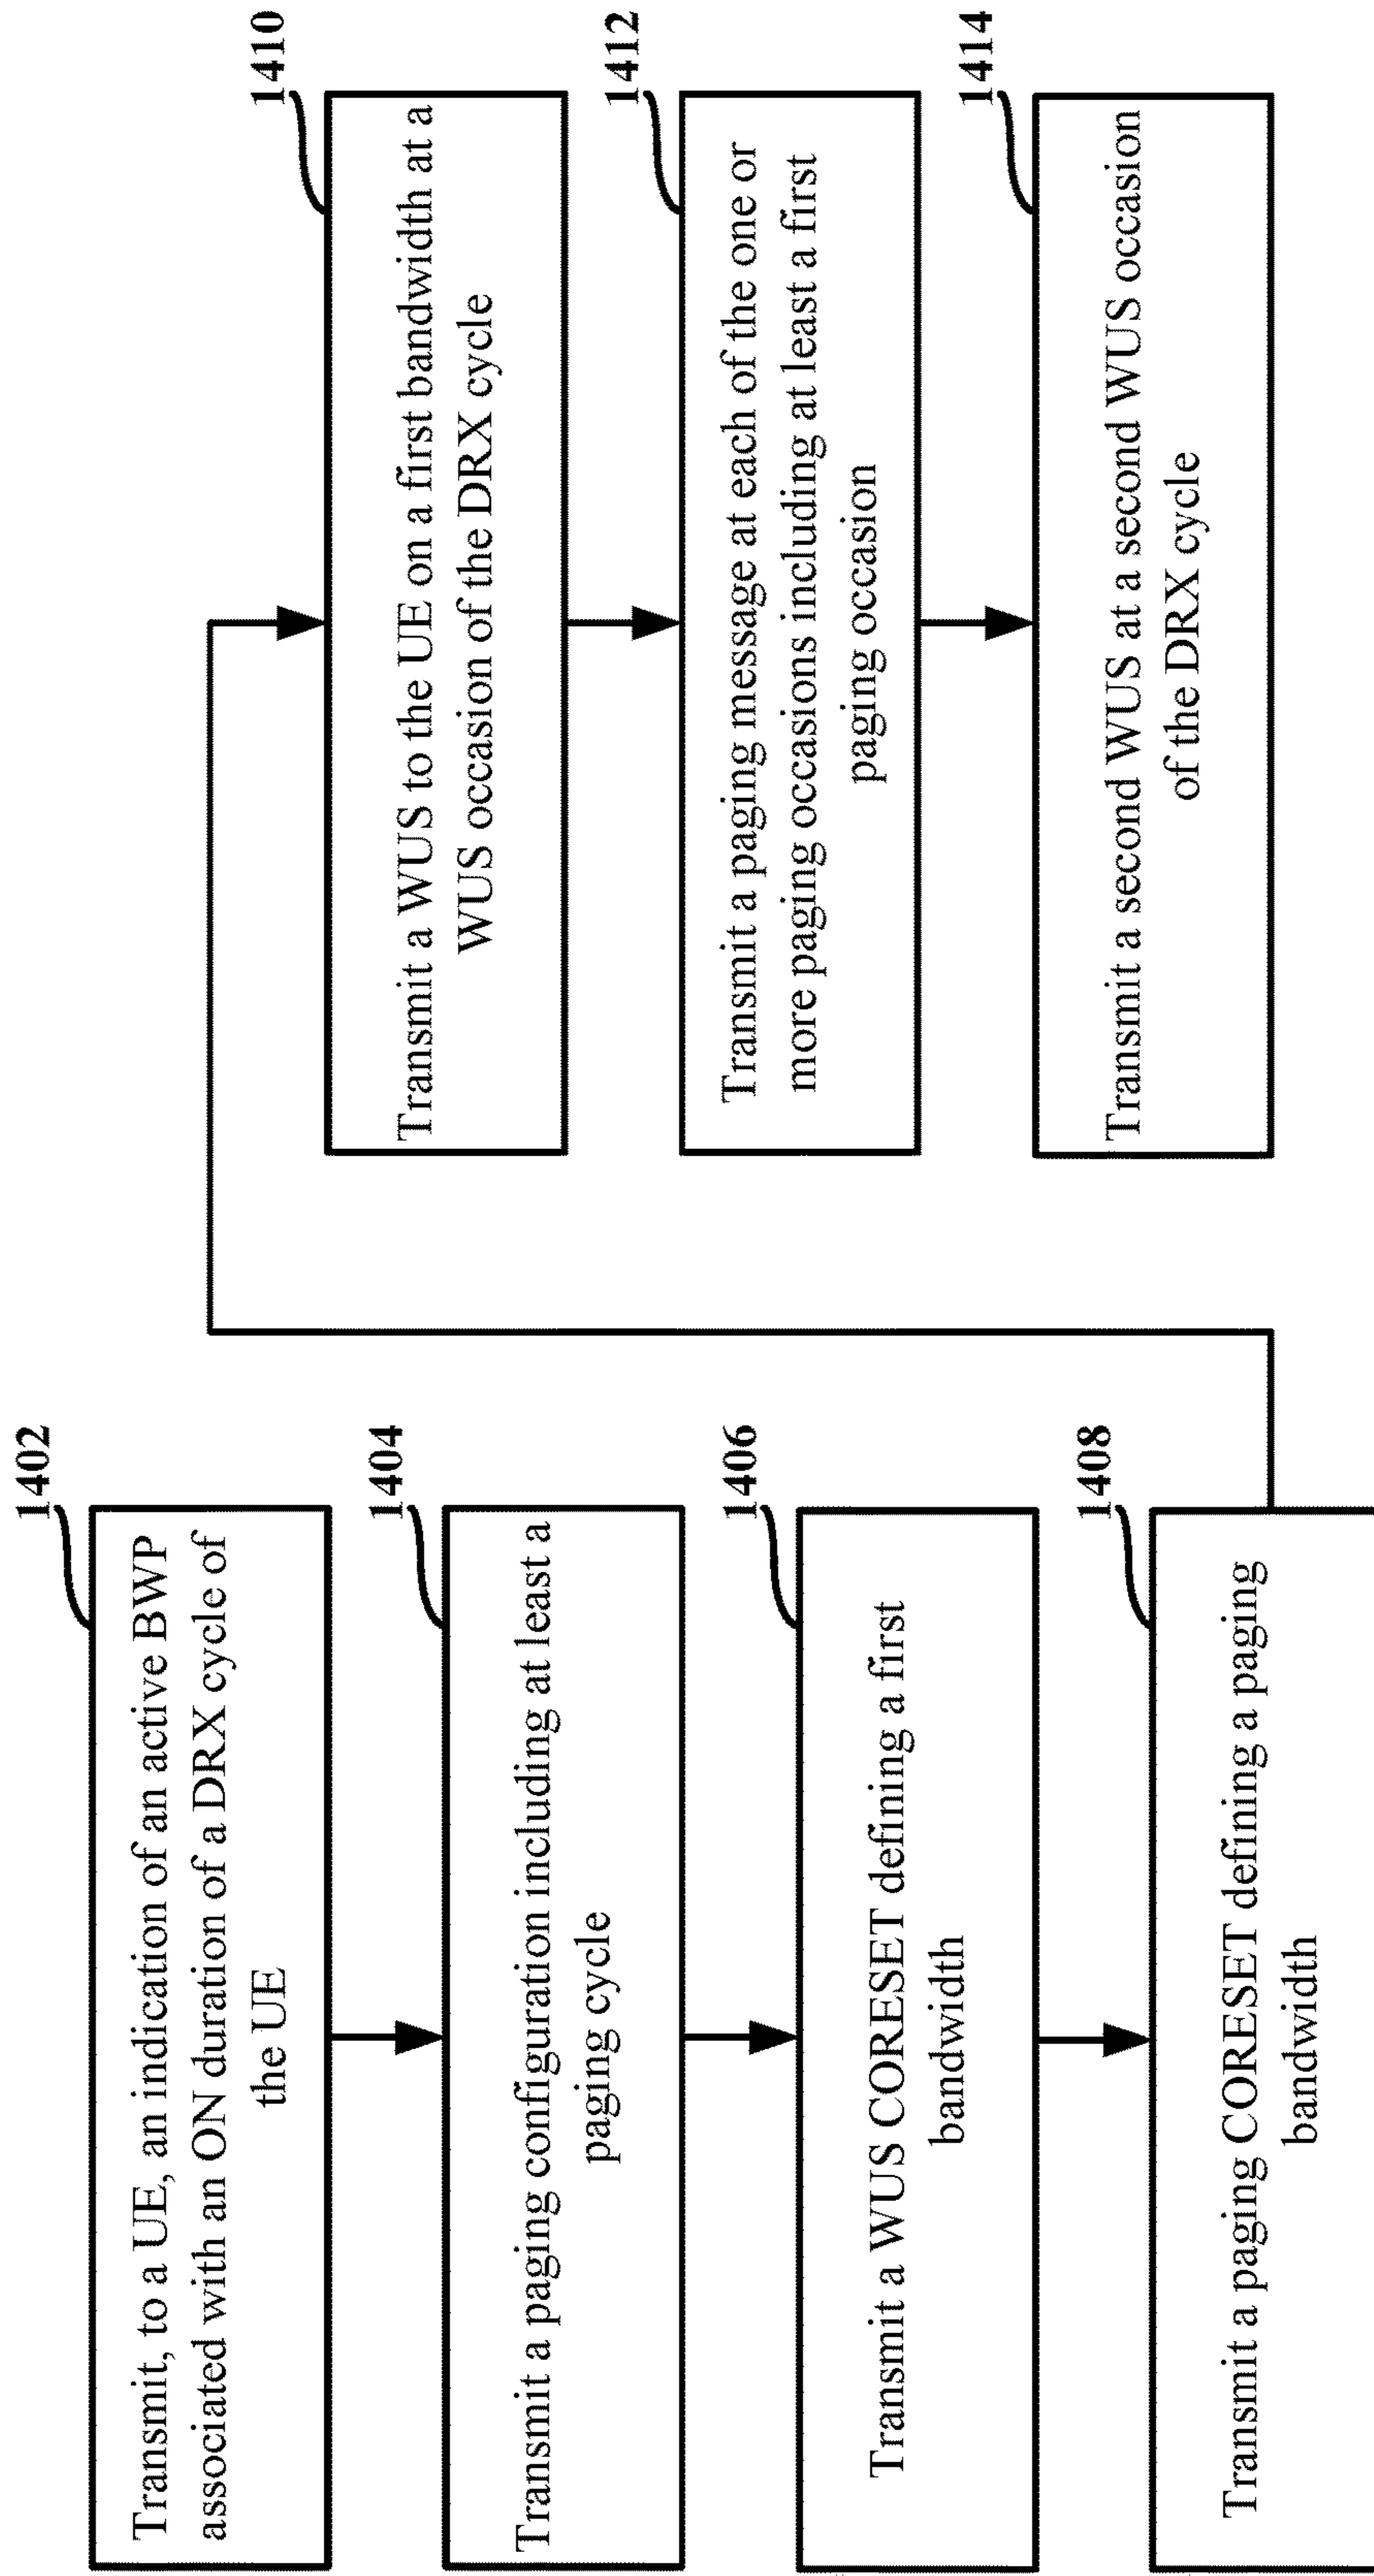 1402
Transmit, to a UE, an indication of an active BWP
associated with an ON duration of a DRX cycle of
the UE
1404
Transmit a paging configuration including at least a
paging cycle
1406
Transmit a WUS CORESET defining a first
bandwidth
1408
Transmit a paging CORESET defining a paging
bandwidth
1410
Transmit a WUS to the UE on a first bandwidth at a
WUS occasion of the DRX cycle
1412
Transmit a paging message at each of the one or
more paging occasions including at least a first
paging occasion
1414
Transmit a second WUS at a second WUS occasion
of the DRX cycle